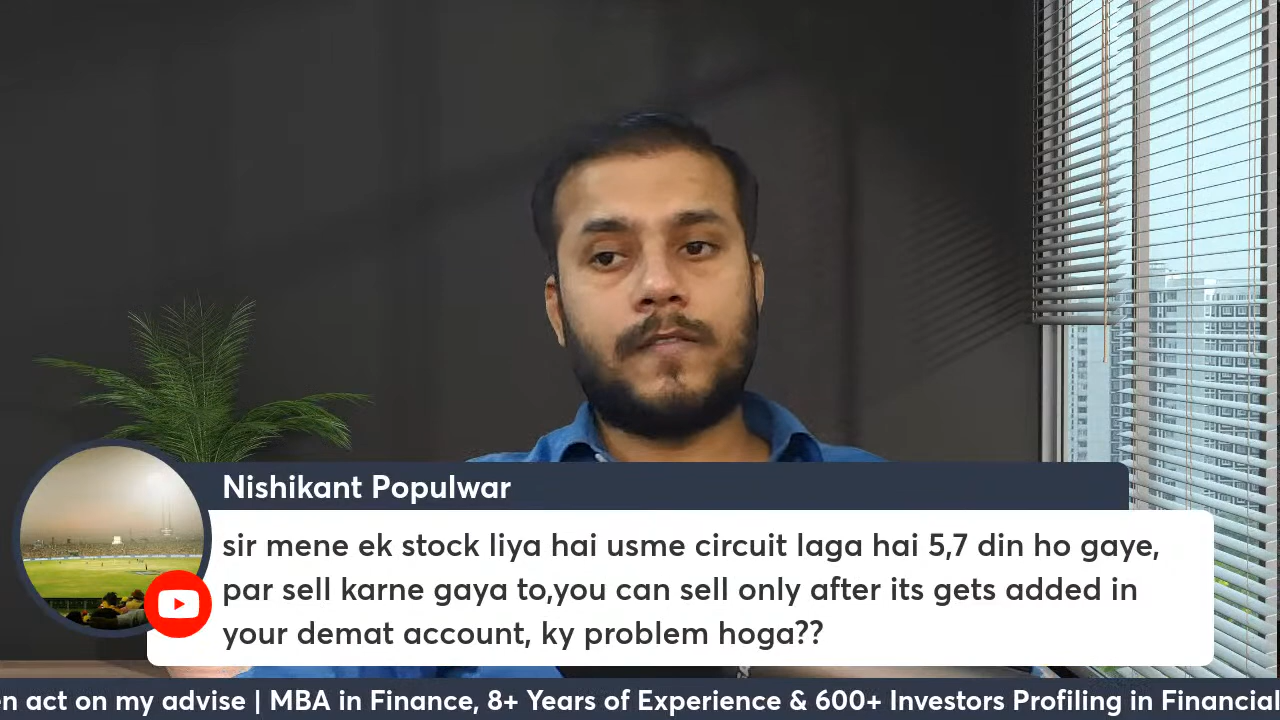 Nishikant Populwar
sir mene ek stock liya hai usme circuit laga hai 5,7 din ho gaye,
par sell karne gaya to,you can sell only after its gets added in
your demat account, ky problem hoga??
en act on my advise | MBA in Finance, 8+ Years of Experience & 600+ Investors Profiling in Financial